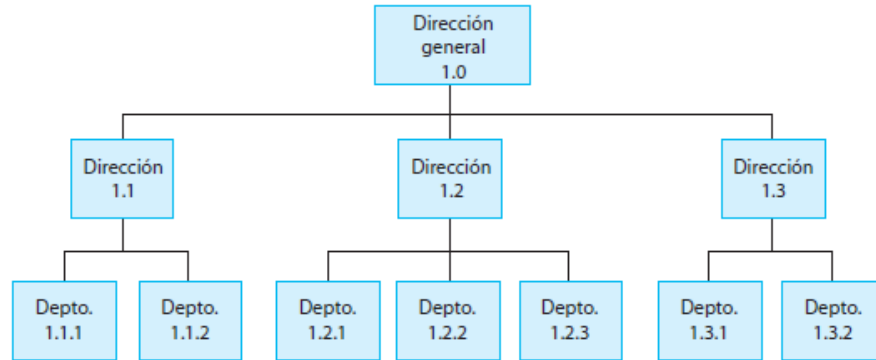 Dirección
general
1.0
Dirección
1.1
Dirección
1.2
Dirección
1.3
Depto.
1.1.1
Depto.
1.1.2
Depto.
1.2.1
Depto.
1.2.2
Depto.
1.2.3
Depto.
1.3.1
Depto.
1.3.2